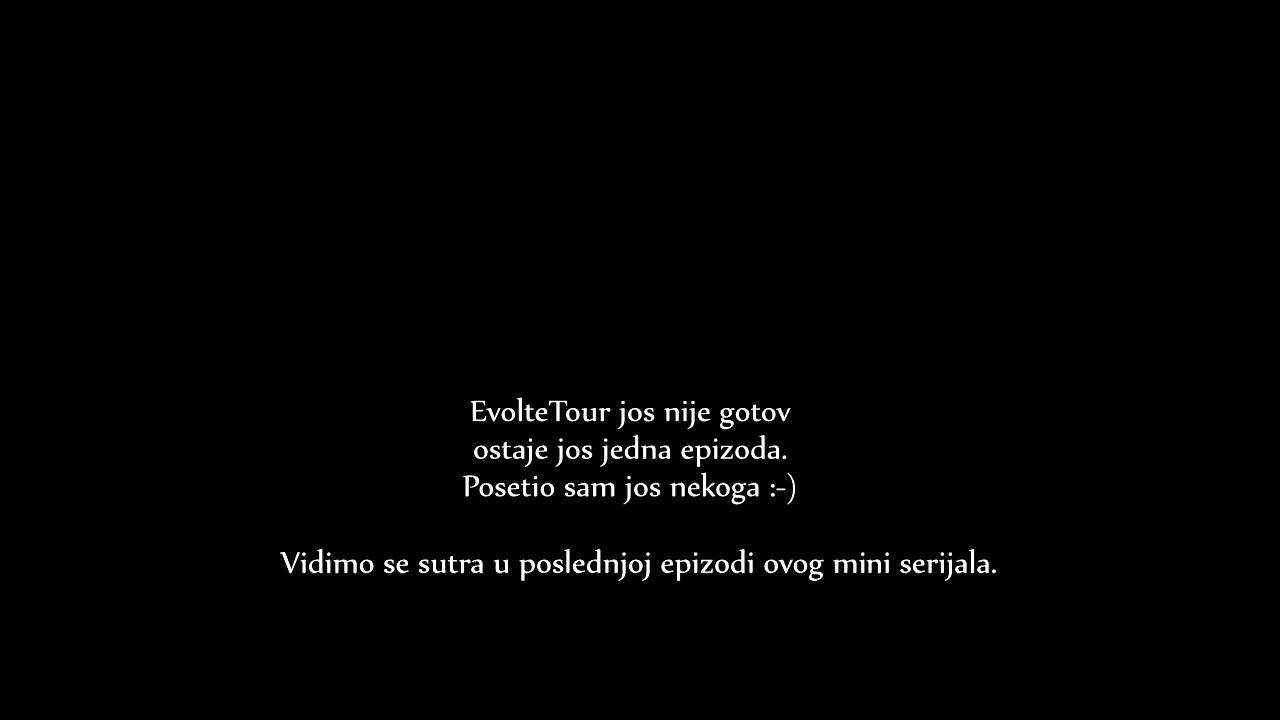 EvolteTour jos nije gotov
ostaje jos jedna epizoda.
Posetio sam jos nekoga :-)
Vidimo se sutra u poslednjoj epizodi ovog mini serijala.